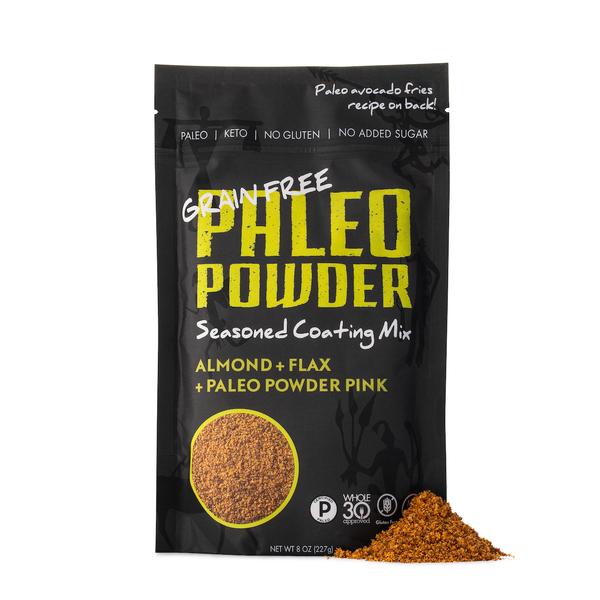 Paleo avocado fries
recipe on back!
PALEO | KETO | NO GLUTEN | NO ADDED SUGAR
GRAIN FREE
PALEO
POWDER
Seasoned Coating Mix
ALMOND + FLAX
+ PALEO POWDER PINK
P
WHOLE
30
approved
Gluten
NET WT 8 OZ (227g)